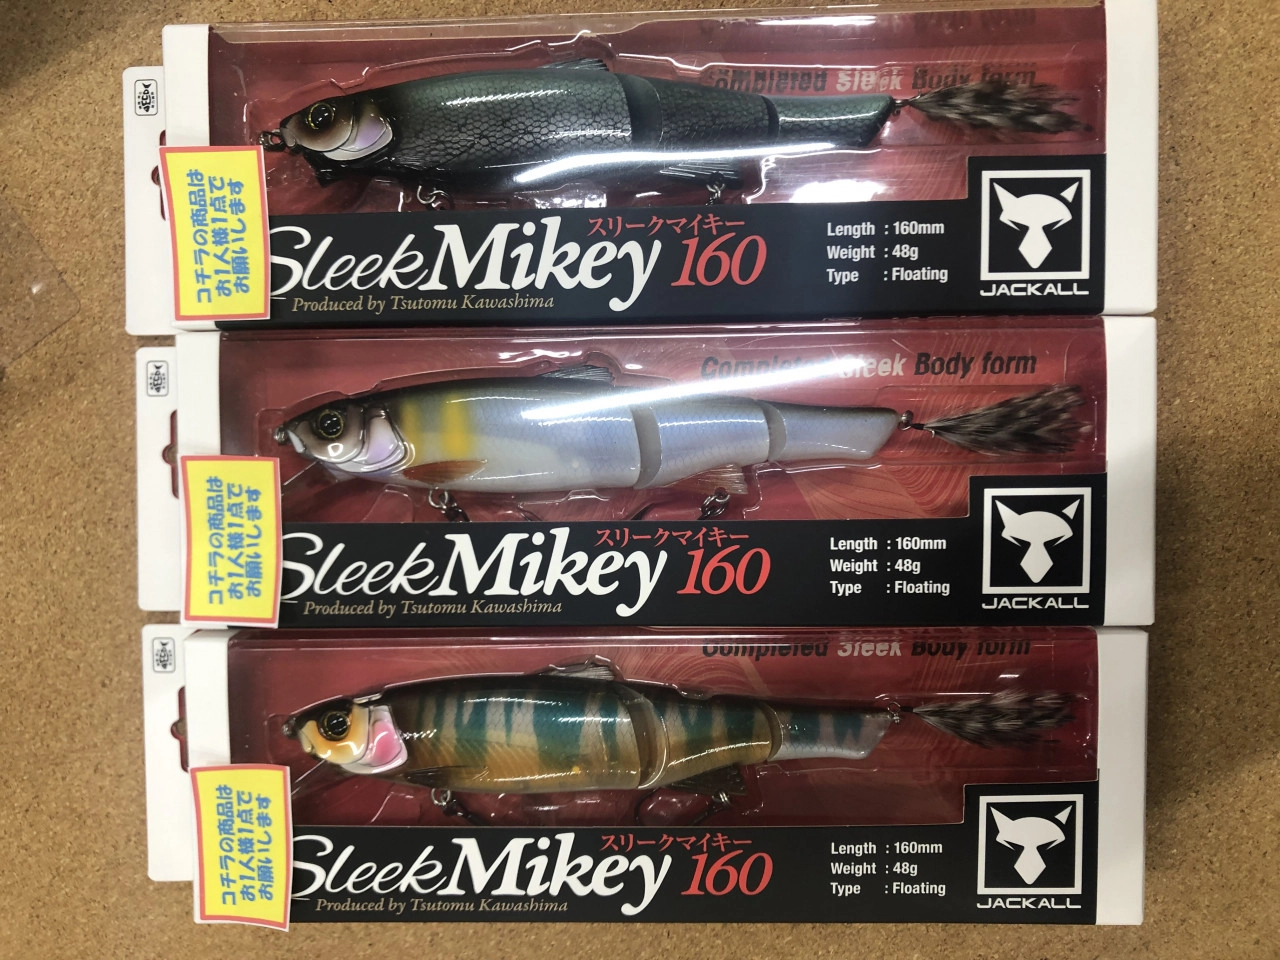 Completed Sleek Body form
コチラの商品は
お1人様1点で
お願いします
スリークマイキー
SleekMikey 160
Produced by Tsutomu Kawashima
Length : 160mm
Weight : 48g
Type : Floating
JACKALL
Completed Sleek Body form
コチラの商品は
お1人様1点で
お願いします
スリークマイキー
SleekMikey 160
Produced by Tsutomu Kawashima
Length : 160mm
Weight : 48g
Type : Floating
JACKALL
Completed Sleek Body form
コチラの商品は
お1人様1点で
お願いします
スリークマイキー
SleekMikey 160
Produced by Tsutomu Kawashima
Length : 160mm
Weight : 48g
Type : Floating
JACKALL